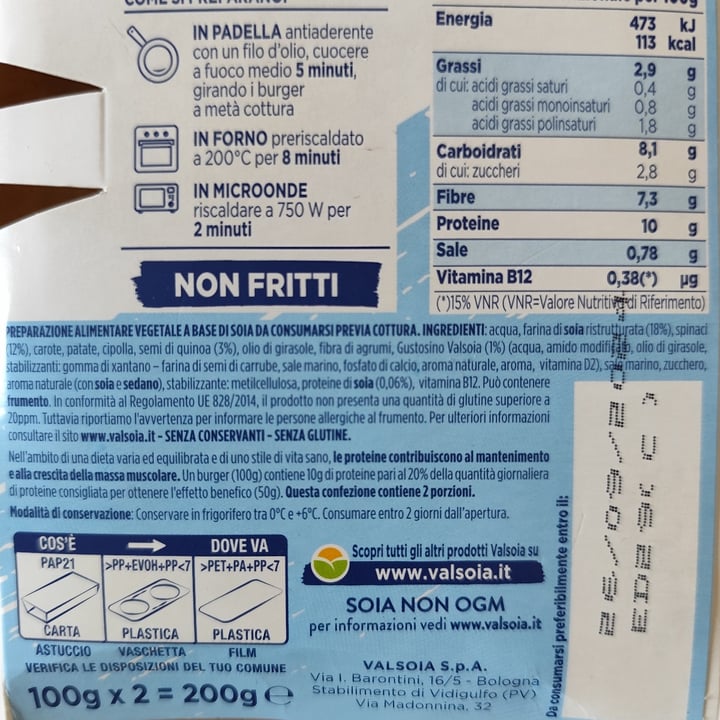 COME SI PREPARANO?
IN PADELLA antiaderente
con un filo d'olio, cuocere
a fuoco medio 5 minuti,
girando i burger
a metà cottura
IN FORNO preriscaldato
a 200°C per 8 minuti
IN MICROONDE
riscaldare a 750 W per
2 minuti
NON FRITTI
per 100g
Energia 473 kJ
113 kcal
Grassi 2,9 g
di cui: acidi grassi saturi 0,4 g
acidi grassi monoinsaturi 0,8 g
acidi grassi polinsaturi 1,8 g
Carboidrati 8,1 g
di cui: zuccheri 2,8 g
Fibre 7,3 g
Proteine 10 g
Sale 0,78 g
Vitamina B12 0,38(*) µg
(*)15% VNR (VNR=Valore Nutritivo di Riferimento)
PREPARAZIONE ALIMENTARE VEGETALE A BASE DI SOIA DA CONSUMARSI PREVIA COTTURA. INGREDIENTI: acqua, farina di soia ristrutturata (18%), spinaci
(12%), carote, patate, cipolla, semi di quinoa (3%), olio di girasole, fibra di agrumi, Gustosino Valsoia (1%) (acqua, amido modificato, olio di girasole,
stabilizzanti: gomma di xantano – farina di semi di carrube, sale marino, fosfato di calcio, aroma naturale, aroma, vitamina D2), sale marino, zucchero,
aroma naturale (con soia e sedano), stabilizzante: metilcellulosa, proteine di soia (0,06%), vitamina B12. Può contenere
frumento. In conformità al Regolamento UE 828/2014, il prodotto non presenta una quantità di glutine superiore a
20ppm. Tuttavia riportiamo l'avvertenza per informare le persone allergiche al frumento. Per ulteriori informazioni
consultare il sito www.valsoia.it - SENZA CONSERVANTI - SENZA GLUTINE.
Nell'ambito di una dieta varia ed equilibrata e di uno stile di vita sano, le proteine contribuiscono al mantenimento
e alla crescita della massa muscolare. Un burger (100g) contiene 10g di proteine pari al 20% della quantità giornaliera
di proteine consigliata per ottenere l'effetto benefico (50g). Questa confezione contiene 2 porzioni.
Modalità di conservazione: Conservare in frigorifero tra 0°C e +6°C. Consumare entro 2 giorni dall'apertura.
COS'È DOVE VA
PAP21 >PP+EVOH+PP<7 >PET+PA+PP<7
CARTA PLASTICA PLASTICA
ASTUCCIO VASCHETTA FILM
VERIFICA LE DISPOSIZIONI DEL TUO COMUNE
100g x 2 = 200g e
Scopri tutti gli altri prodotti Valsoia su
www.valsoia.it
SOIA NON OGM
per informazioni vedi www.valsoia.it
VALSOIA S.p.A.
Via I. Barontini, 16/5 - Bologna
Stabilimento di Vidigulfo (PV)
Via Madonnina, 32
Da consumarsi preferibilmente entro il: